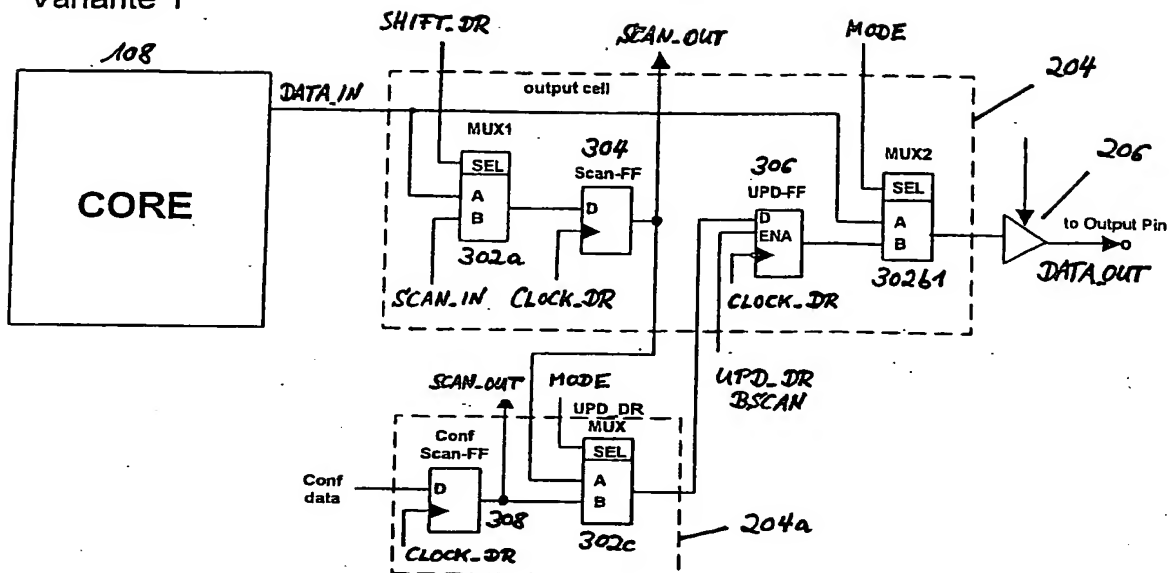 Variante 1
SHIFT_DR
SCAN_OUT
MODE
108
204
DATA_IN
output cell
MUX1
304
Scan-FF
306
UPD-FF
MUX2
206
SEL
A
B
D
D
ENA
SEL
A
B
CORE
to Output Pin
302a
302b1
DATA_OUT
SCAN_IN
CLOCK_DR
CLOCK_DR
UPD_DR
BSCAN
SCAN_OUT
MODE
UPD_DR
MUX
Conf
Scan-FF
SEL
A
B
Conf
data
D
308
302c
204a
CLOCK_DR